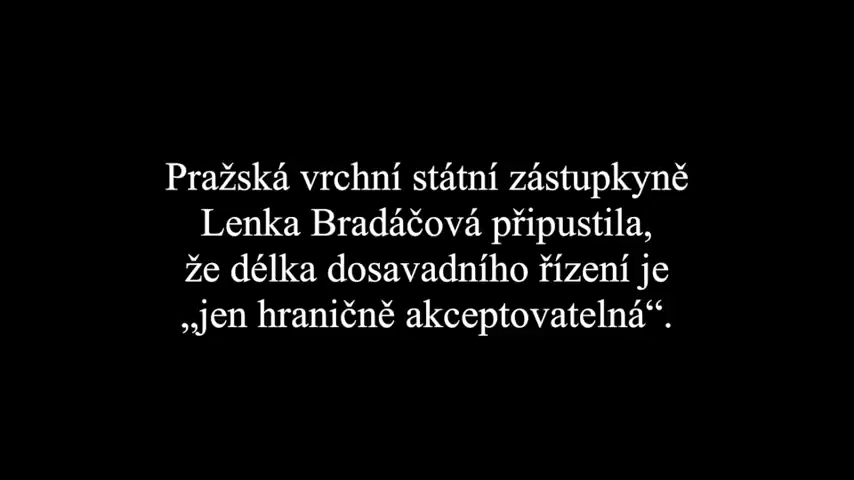 Pražská vrchní státní zástupkyně
Lenka Bradáčová připustila,
že délka dosavadního řízení je
„jen hraničně akceptovatelná“.